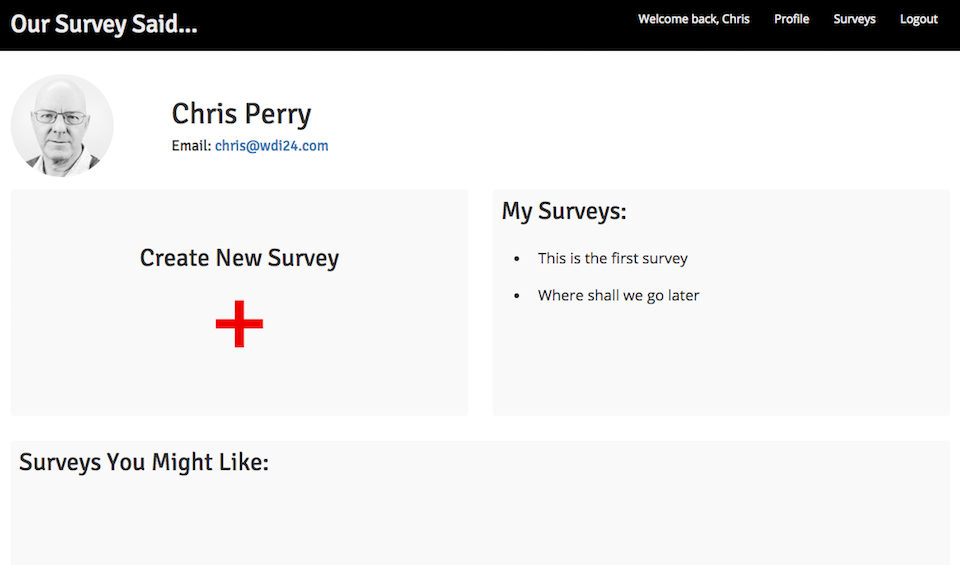 Our Survey Said...
Welcome back, Chris Profile Surveys Logout
Chris Perry
Email: chris@wdi24.com
Create New Survey
My Surveys:
• This is the first survey
• Where shall we go later
Surveys You Might Like: